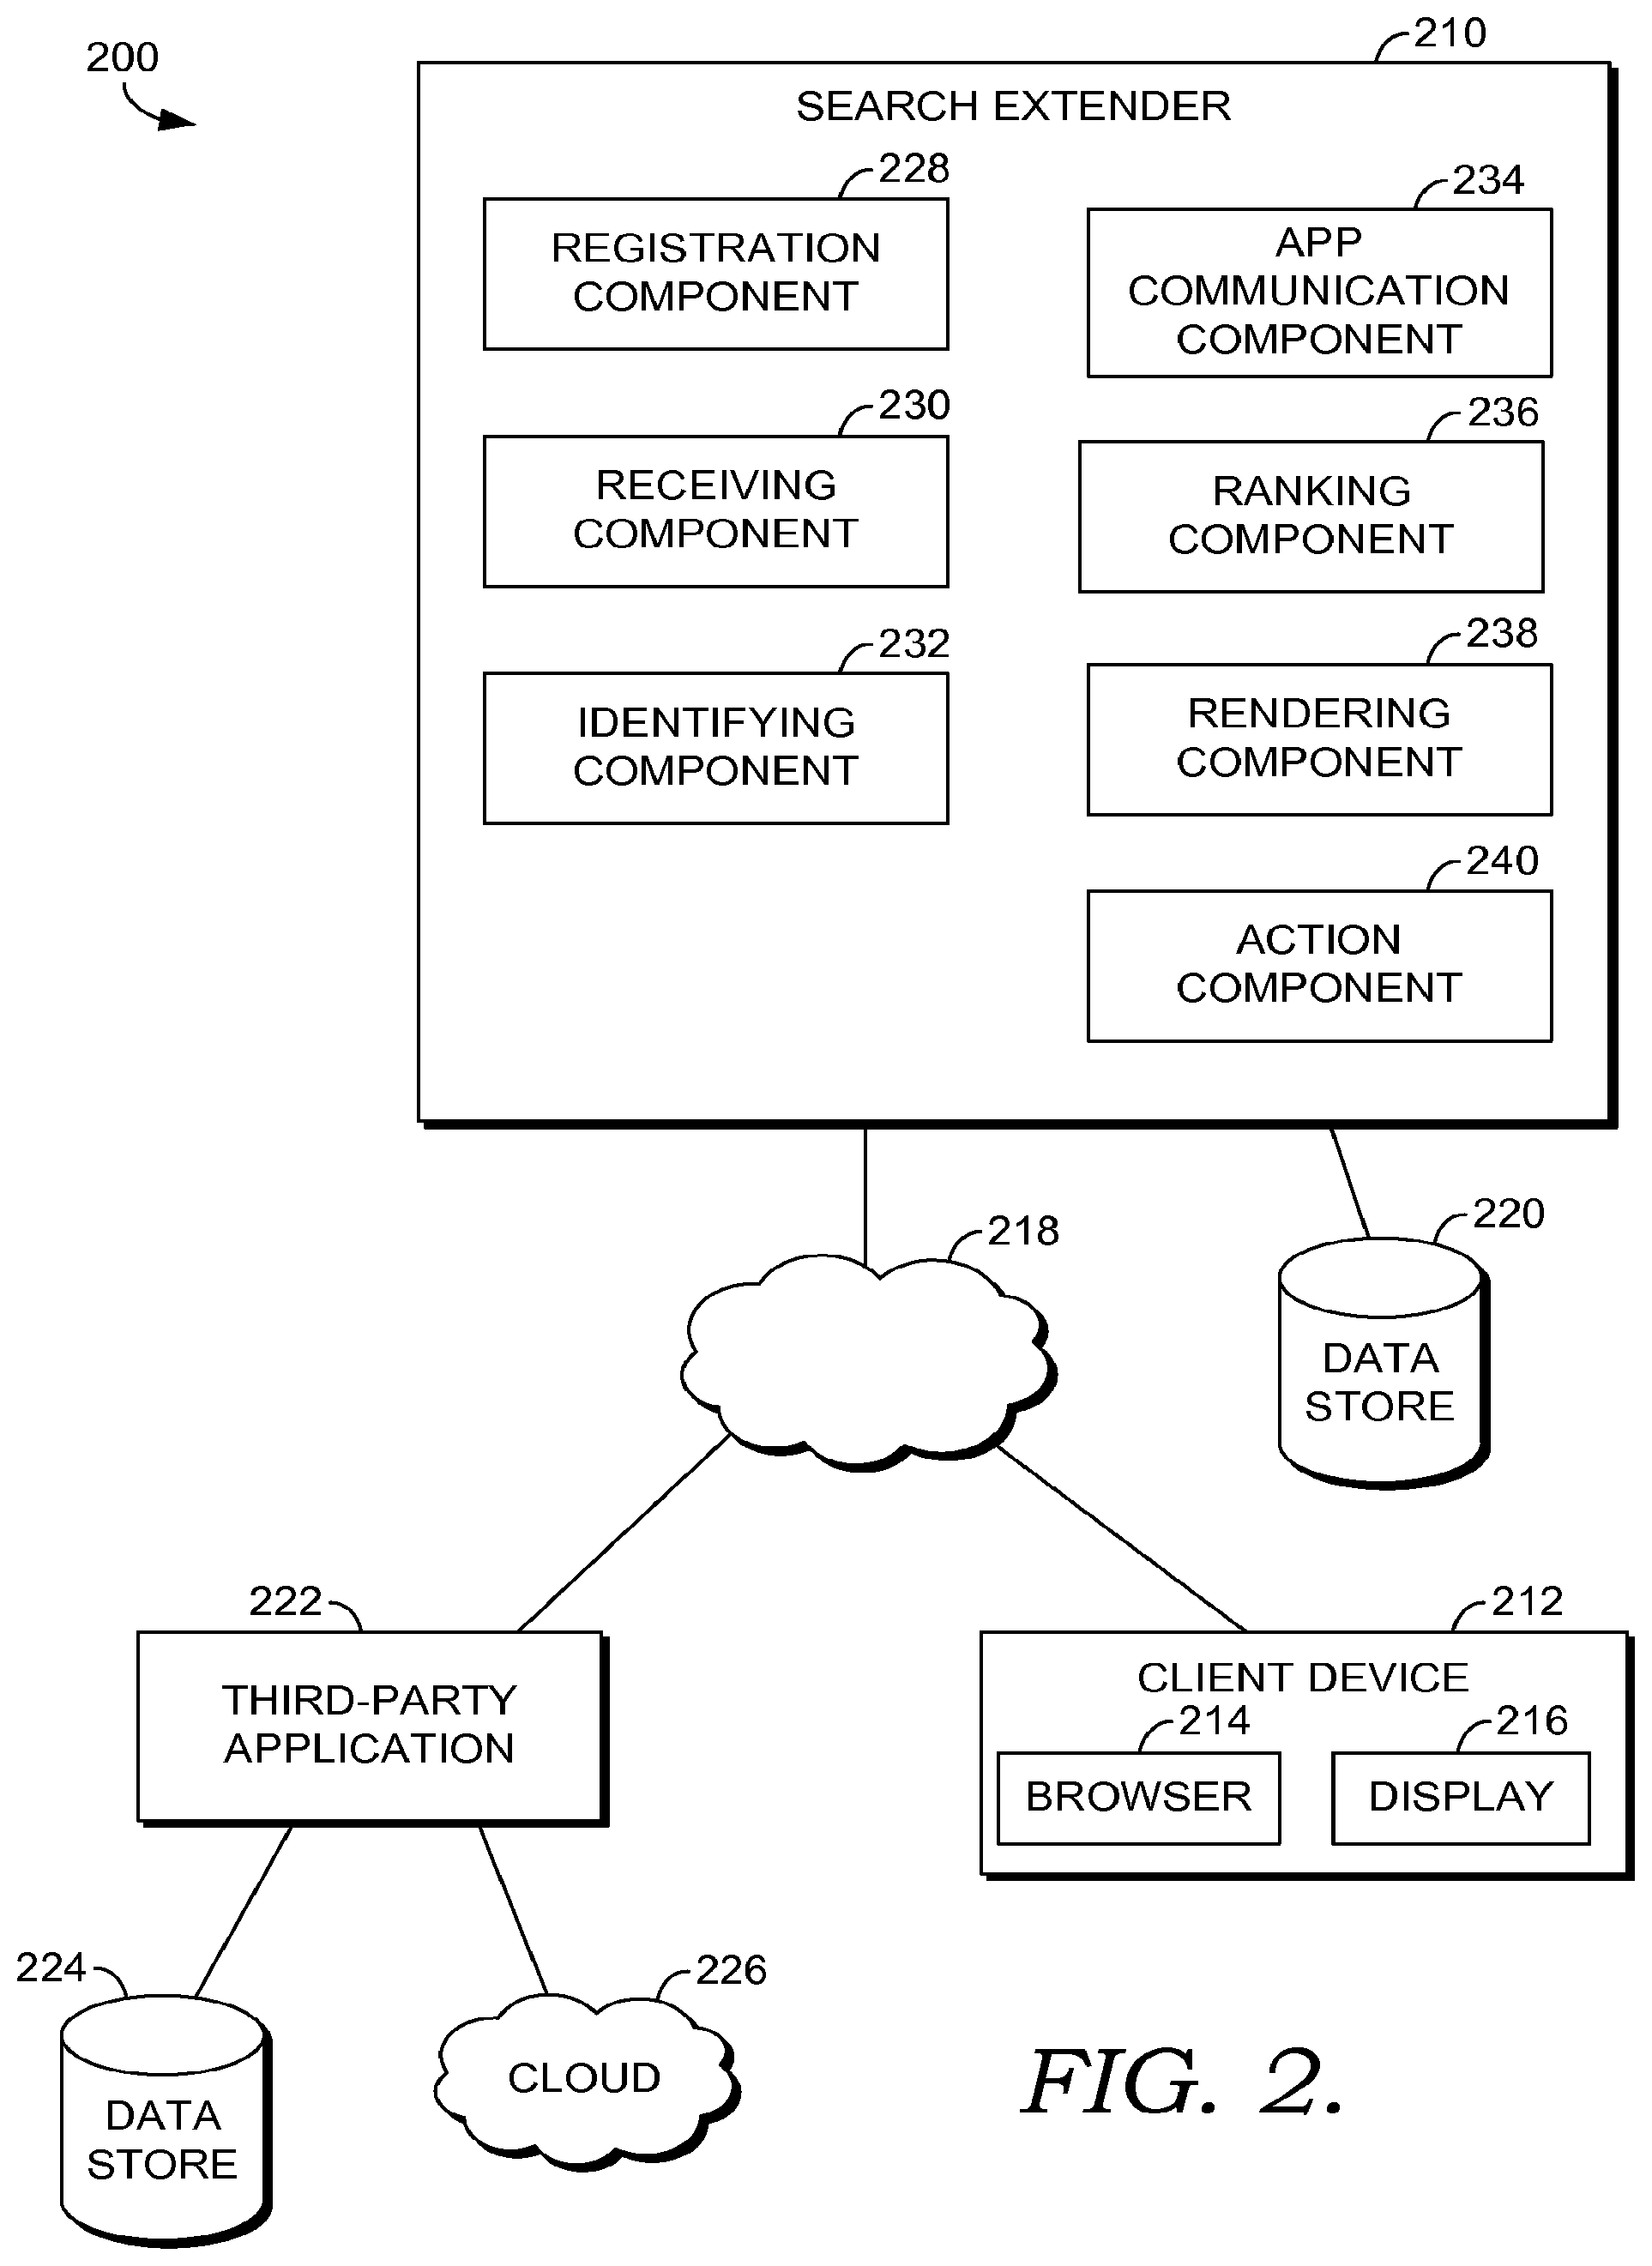 200
210
SEARCH EXTENDER
228
REGISTRATION
COMPONENT
234
APP
COMMUNICATION
COMPONENT
230
RECEIVING
COMPONENT
236
RANKING
COMPONENT
232
IDENTIFYING
COMPONENT
238
RENDERING
COMPONENT
240
ACTION
COMPONENT
218
220
DATA
STORE
222
THIRD-PARTY
APPLICATION
212
CLIENT DEVICE
214
BROWSER
216
DISPLAY
224
DATA
STORE
226
CLOUD
FIG. 2.